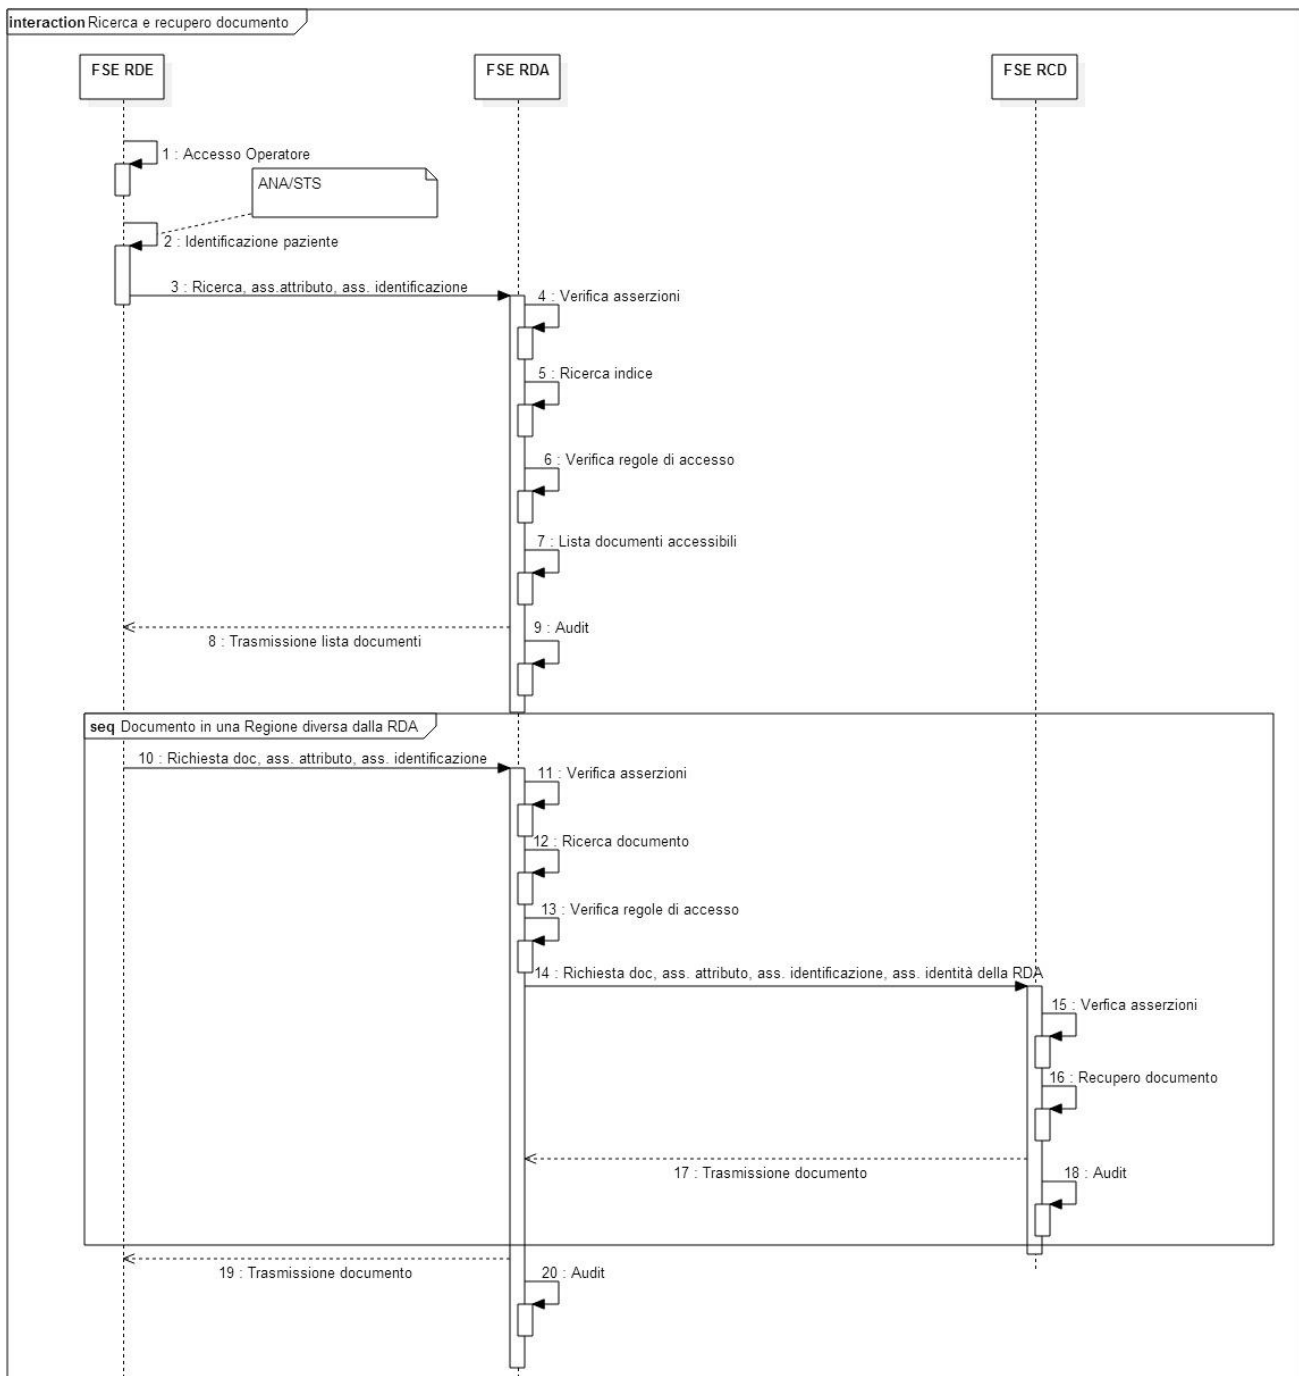 interaction Ricerca e recupero documento
FSE RDE
FSE RDA
FSE RCD
1 : Accesso Operatore
ANA/STS
2 : Identificazione paziente
3 : Ricerca, ass.attributo, ass. identificazione
4 : Verifica asserzioni
5 : Ricerca indice
6 : Verifica regole di accesso
7 : Lista documenti accessibili
8 : Trasmissione lista documenti
9 : Audit
seq Documento in una Regione diversa dalla RDA
10 : Richiesta doc, ass. attributo, ass. identificazione
11 : Verifica asserzioni
12 : Ricerca documento
13 : Verifica regole di accesso
14 : Richiesta doc, ass. attributo, ass. identificazione, ass. identità della RDA
15 : Verfica asserzioni
16 : Recupero documento
17 : Trasmissione documento
18 : Audit
19 : Trasmissione documento
20 : Audit